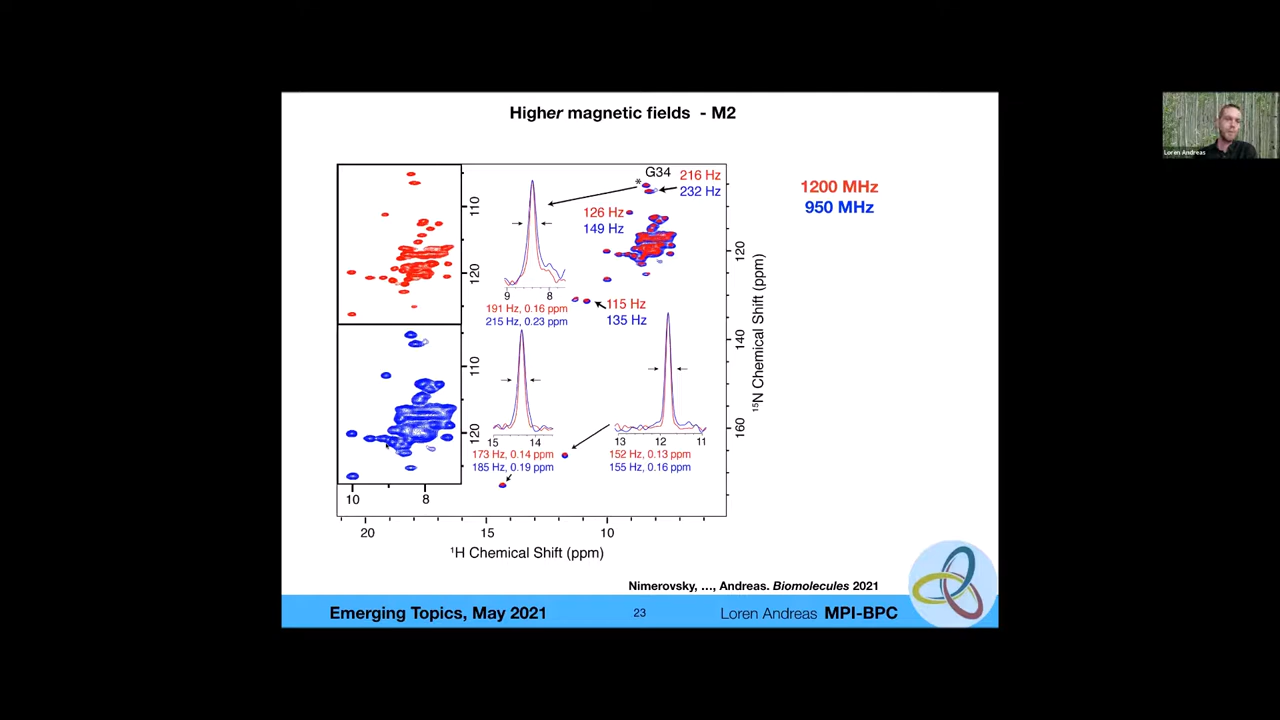 Higher magnetic fields - M2
Loren Andreas
G34
*
216 Hz
232 Hz
1200 MHz
950 MHz
126 Hz
149 Hz
110
120
9 8
191 Hz, 0.16 ppm
215 Hz, 0.23 ppm
115 Hz
135 Hz
110
120
10 8
15 14
173 Hz, 0.14 ppm
185 Hz, 0.19 ppm
13 12 11
152 Hz, 0.13 ppm
155 Hz, 0.16 ppm
120
140
160
¹⁵N Chemical Shift (ppm)
20 15 10
¹H Chemical Shift (ppm)
Nimerovsky, ..., Andreas. Biomolecules 2021
Emerging Topics, May 2021 23 Loren Andreas MPI-BPC